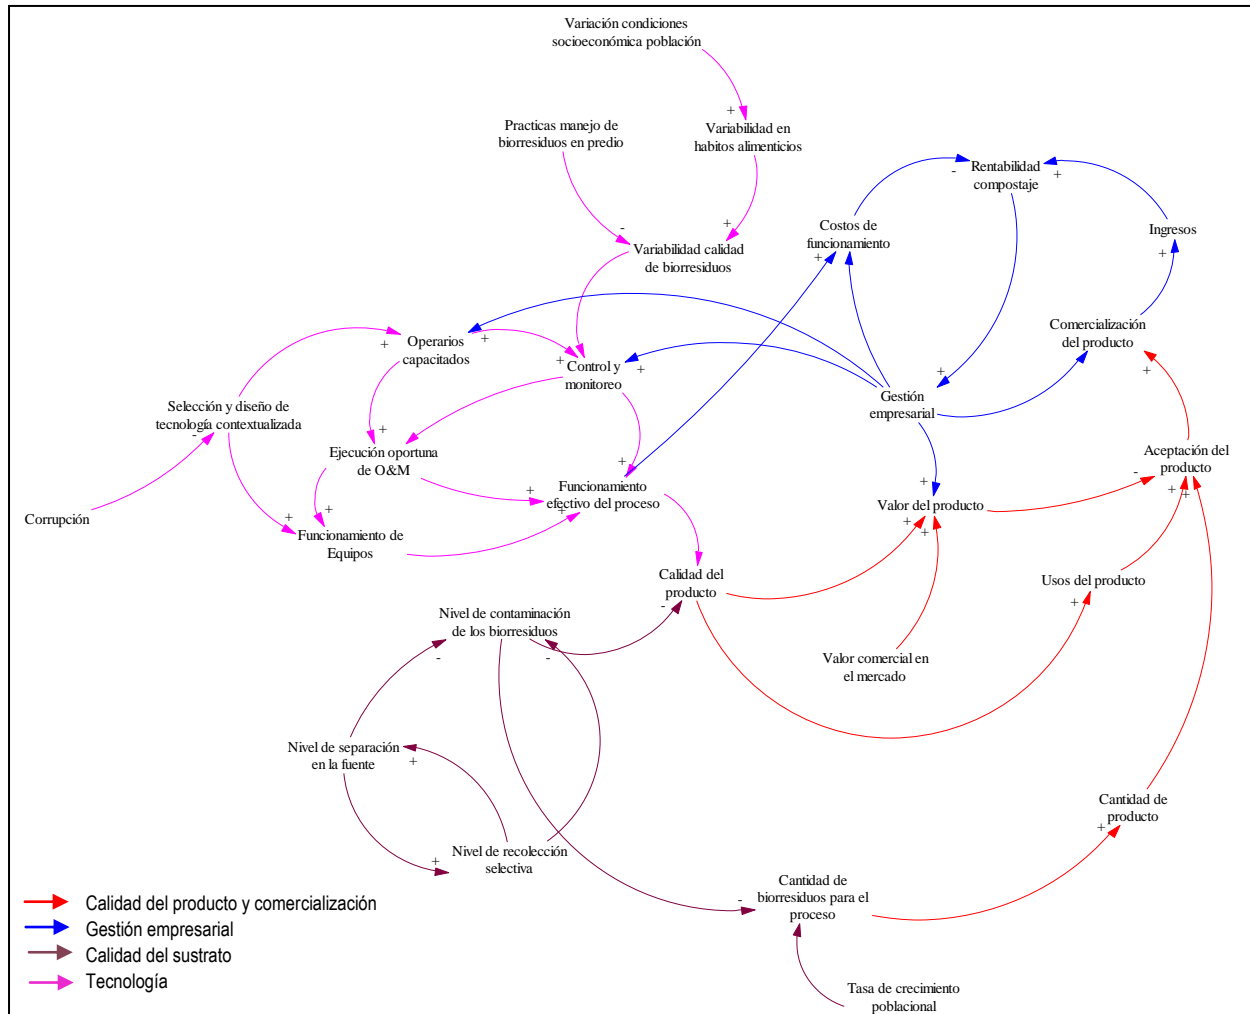 Variación condiciones
socioeconómica población
+
Practicas manejo de
biorresiduos en predio
Variabilidad en
habitos alimenticios
-
+
Variabilidad calidad
de biorresiduos
-
Rentabilidad
compostaje
+
Costos de
funcionamiento
+
Ingresos
+
Operarios
capacitados
+
+
+
Control y
monitoreo
+
Comercialización
del producto
+
+
Gestión
empresarial
Selección y diseño de
tecnología contextualizada
-
+
Ejecución oportuna
de O&M
+
Funcionamiento
efectivo del proceso
+
+
Aceptación del
producto
-
+
+
+
Valor del producto
+
+
Corrupción
+
+
Funcionamiento de
Equipos
Calidad del
producto
-
Usos del producto
+
Nivel de contaminación
de los biorresiduos
-
-
Valor comercial en
el mercado
Nivel de separación
en la fuente
+
Cantidad de
producto
+
+
Nivel de recolección
selectiva
Cantidad de
biorresiduos para el
proceso
-
Tasa de crecimiento
poblacional
Calidad del producto y comercialización
Gestión empresarial
Calidad del sustrato
Tecnología